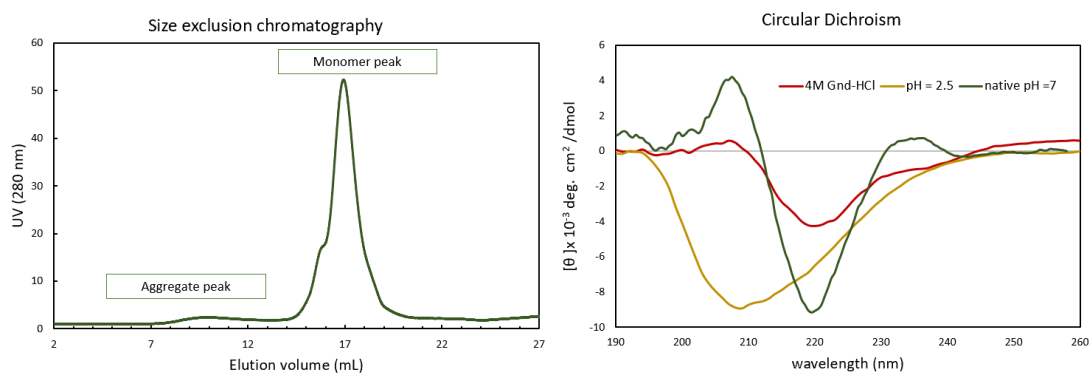 Size exclusion chromatography
60
50
40
30
20
10
0
UV (280 nm)
Monomer peak
Aggregate peak
2 7 12 17 22 27
Elution volume (mL)
Circular Dichroism
6
4
2
0
-2
-4
-6
-8
-10
[θ ]x 10⁻³ deg. cm² /dmol
4M Gnd-HCl pH = 2.5 native pH =7
190 200 210 220 230 240 250 260
wavelength (nm)